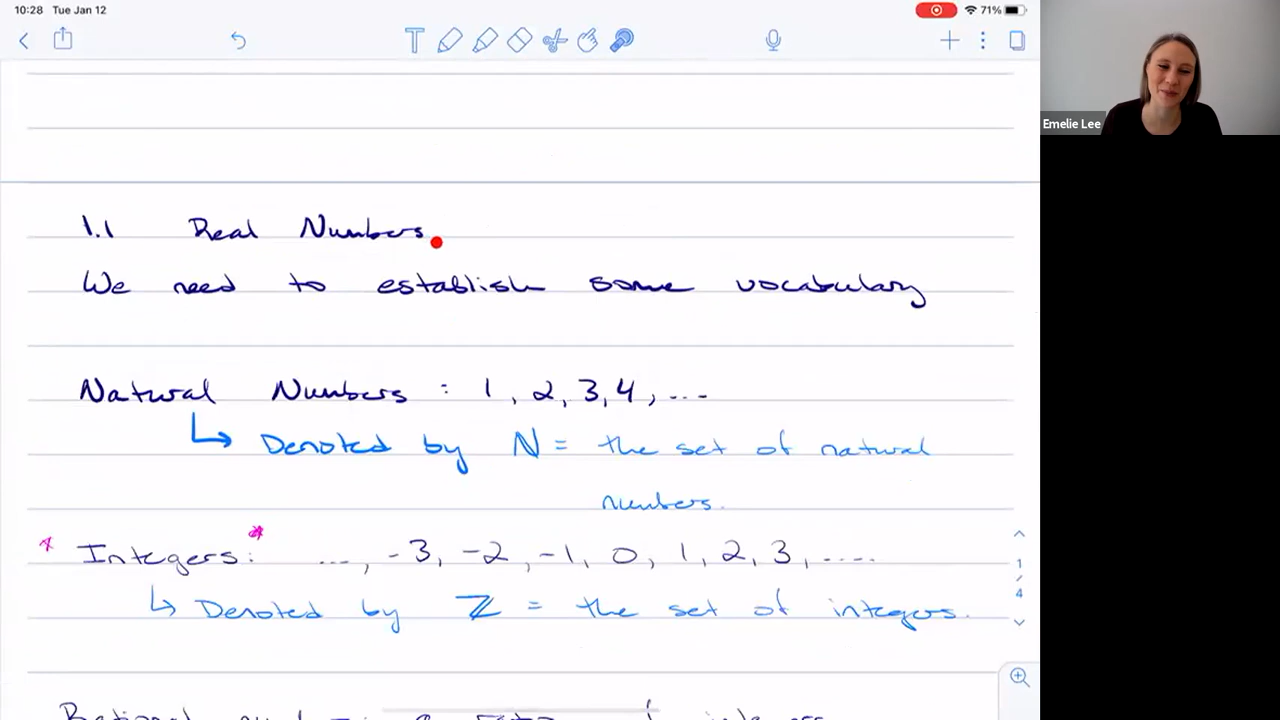 10:28 Tue Jan 12
71%
Emelie Lee
1.1 Real Numbers
We need to establish some vocabulary
Natural Numbers : 1, 2, 3, 4, ...
↳ Denoted by ℕ = the set of natural
numbers.
* Integers:* ..., -3, -2, -1, 0, 1, 2, 3, ....
↳ Denoted by ℤ = the set of integers.
1/4